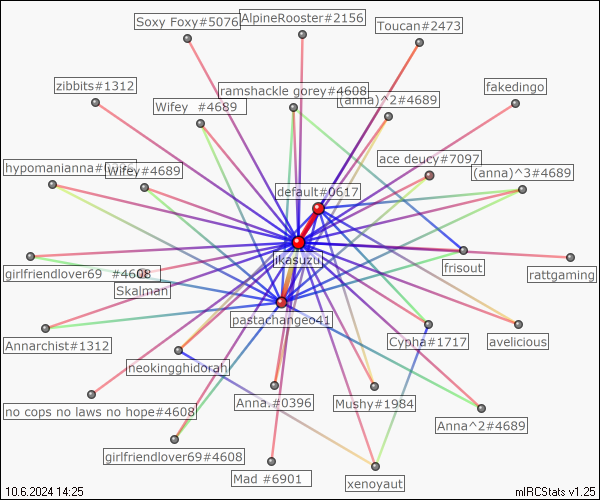 AlpineRooster#2156
Soxy Foxy#5076
Toucan#2473
zibbits#1312
ramshackle gorey#4608
fakedingo
Wifey #4689
(anna)^2#4689
ace deucy#7097
hypomanianna#
Wifey#4689
(anna)^3#4689
default#0617
jikasuzu
girlfriendlover69 #4608
frisout
rattgaming
Skalman
pastachangeo41
Annarchist#1312
Cypha#1717
avelicious
neokingghidorah
no cops no laws no hope#4608
Anna.#0396
Mushy#1984
Anna^2#4689
girlfriendlover69#4608
Mad #6901
xenoyaut
10.6.2024 14:25
mIRCStats v1.25